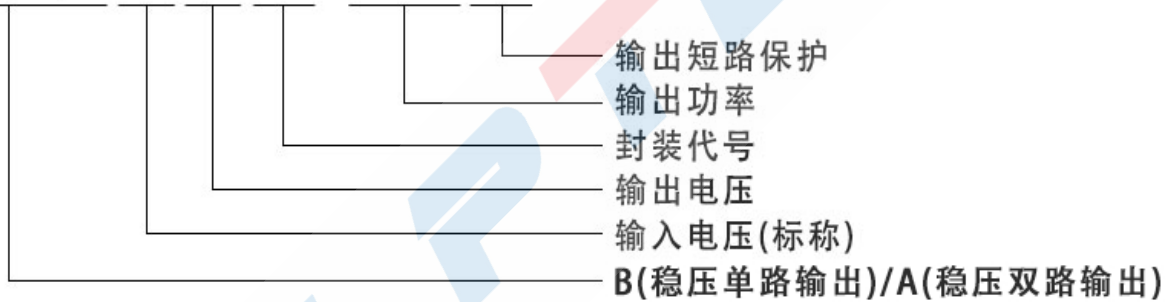 输出短路保护
输出功率
封装代号
输出电压
输入电压(标称)
B(稳压单路输出)/A(稳压双路输出)